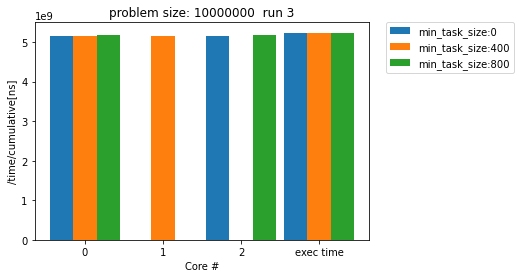 problem size: 10000000  run 3
1e9
5
4
3
2
1
0
/time/cumulative[ns]
0 1 2 exec time
Core #
min_task_size:0
min_task_size:400
min_task_size:800